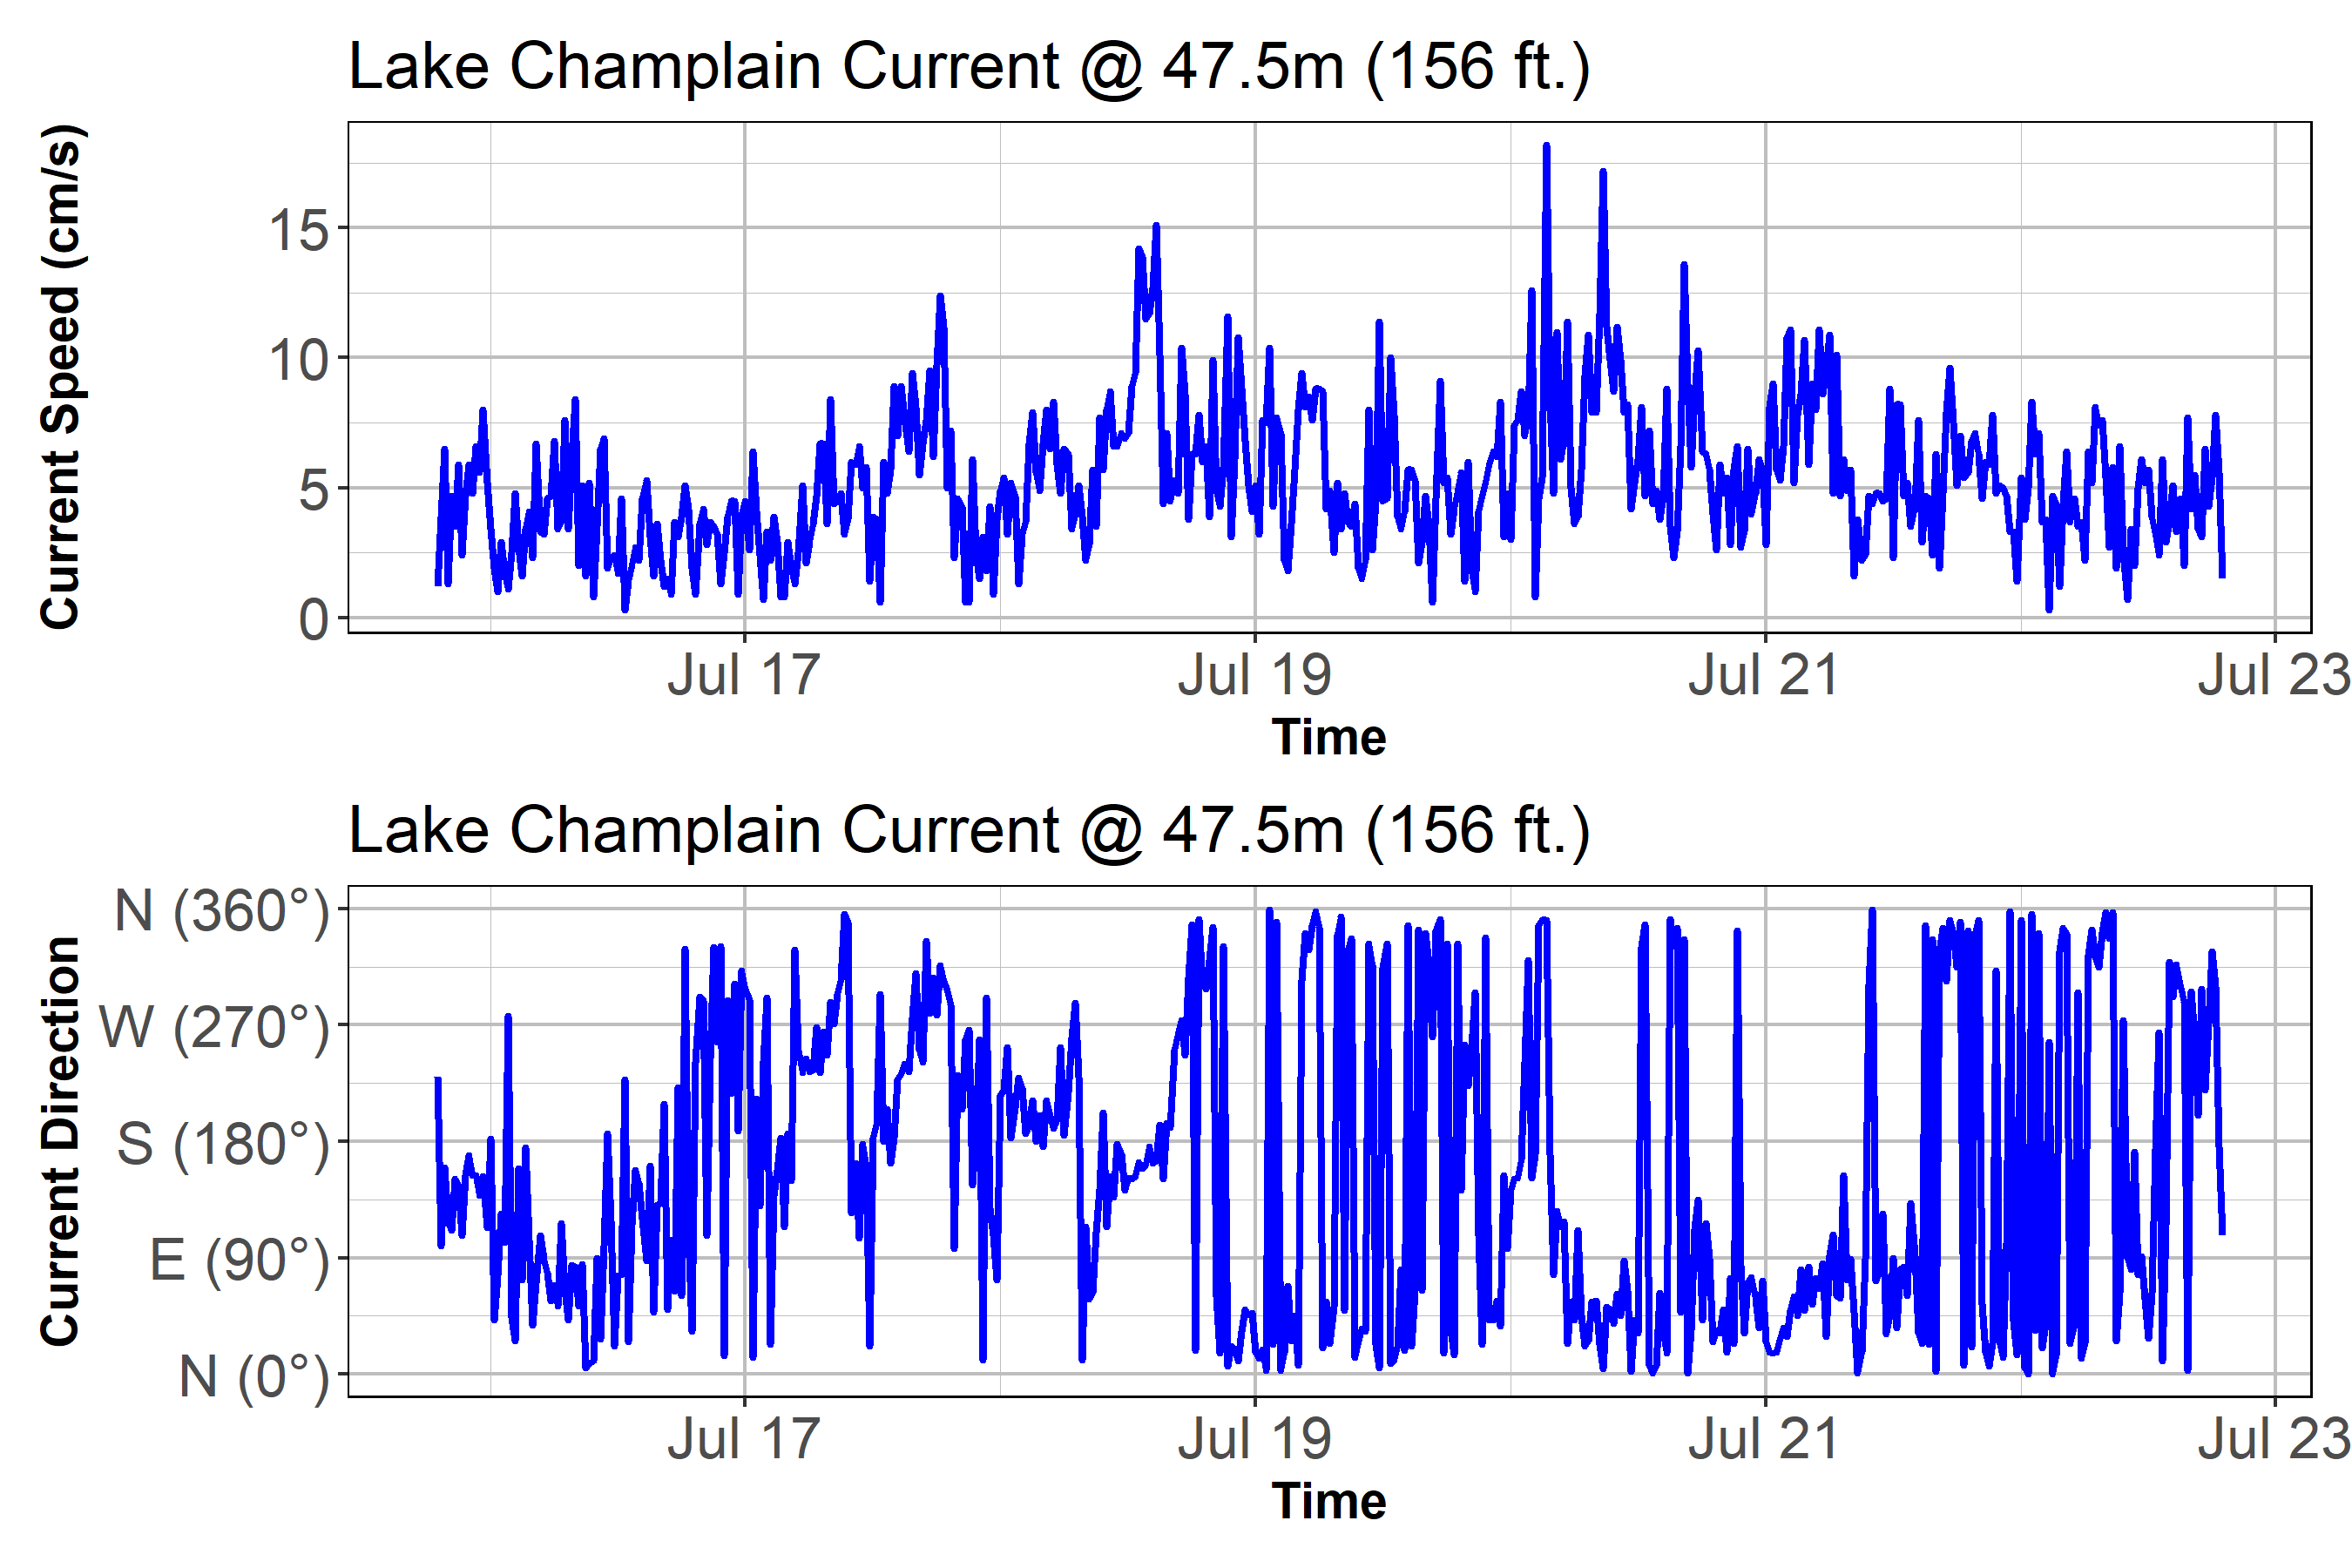 Lake Champlain Current @ 47.5m (156 ft.)
Current Speed (cm/s)
15
10
5
0
Jul 17 Jul 19 Jul 21 Jul 23
Time
Lake Champlain Current @ 47.5m (156 ft.)
Current Direction
N (360°)
W (270°)
S (180°)
E (90°)
N (0°)
Jul 17 Jul 19 Jul 21 Jul 23
Time